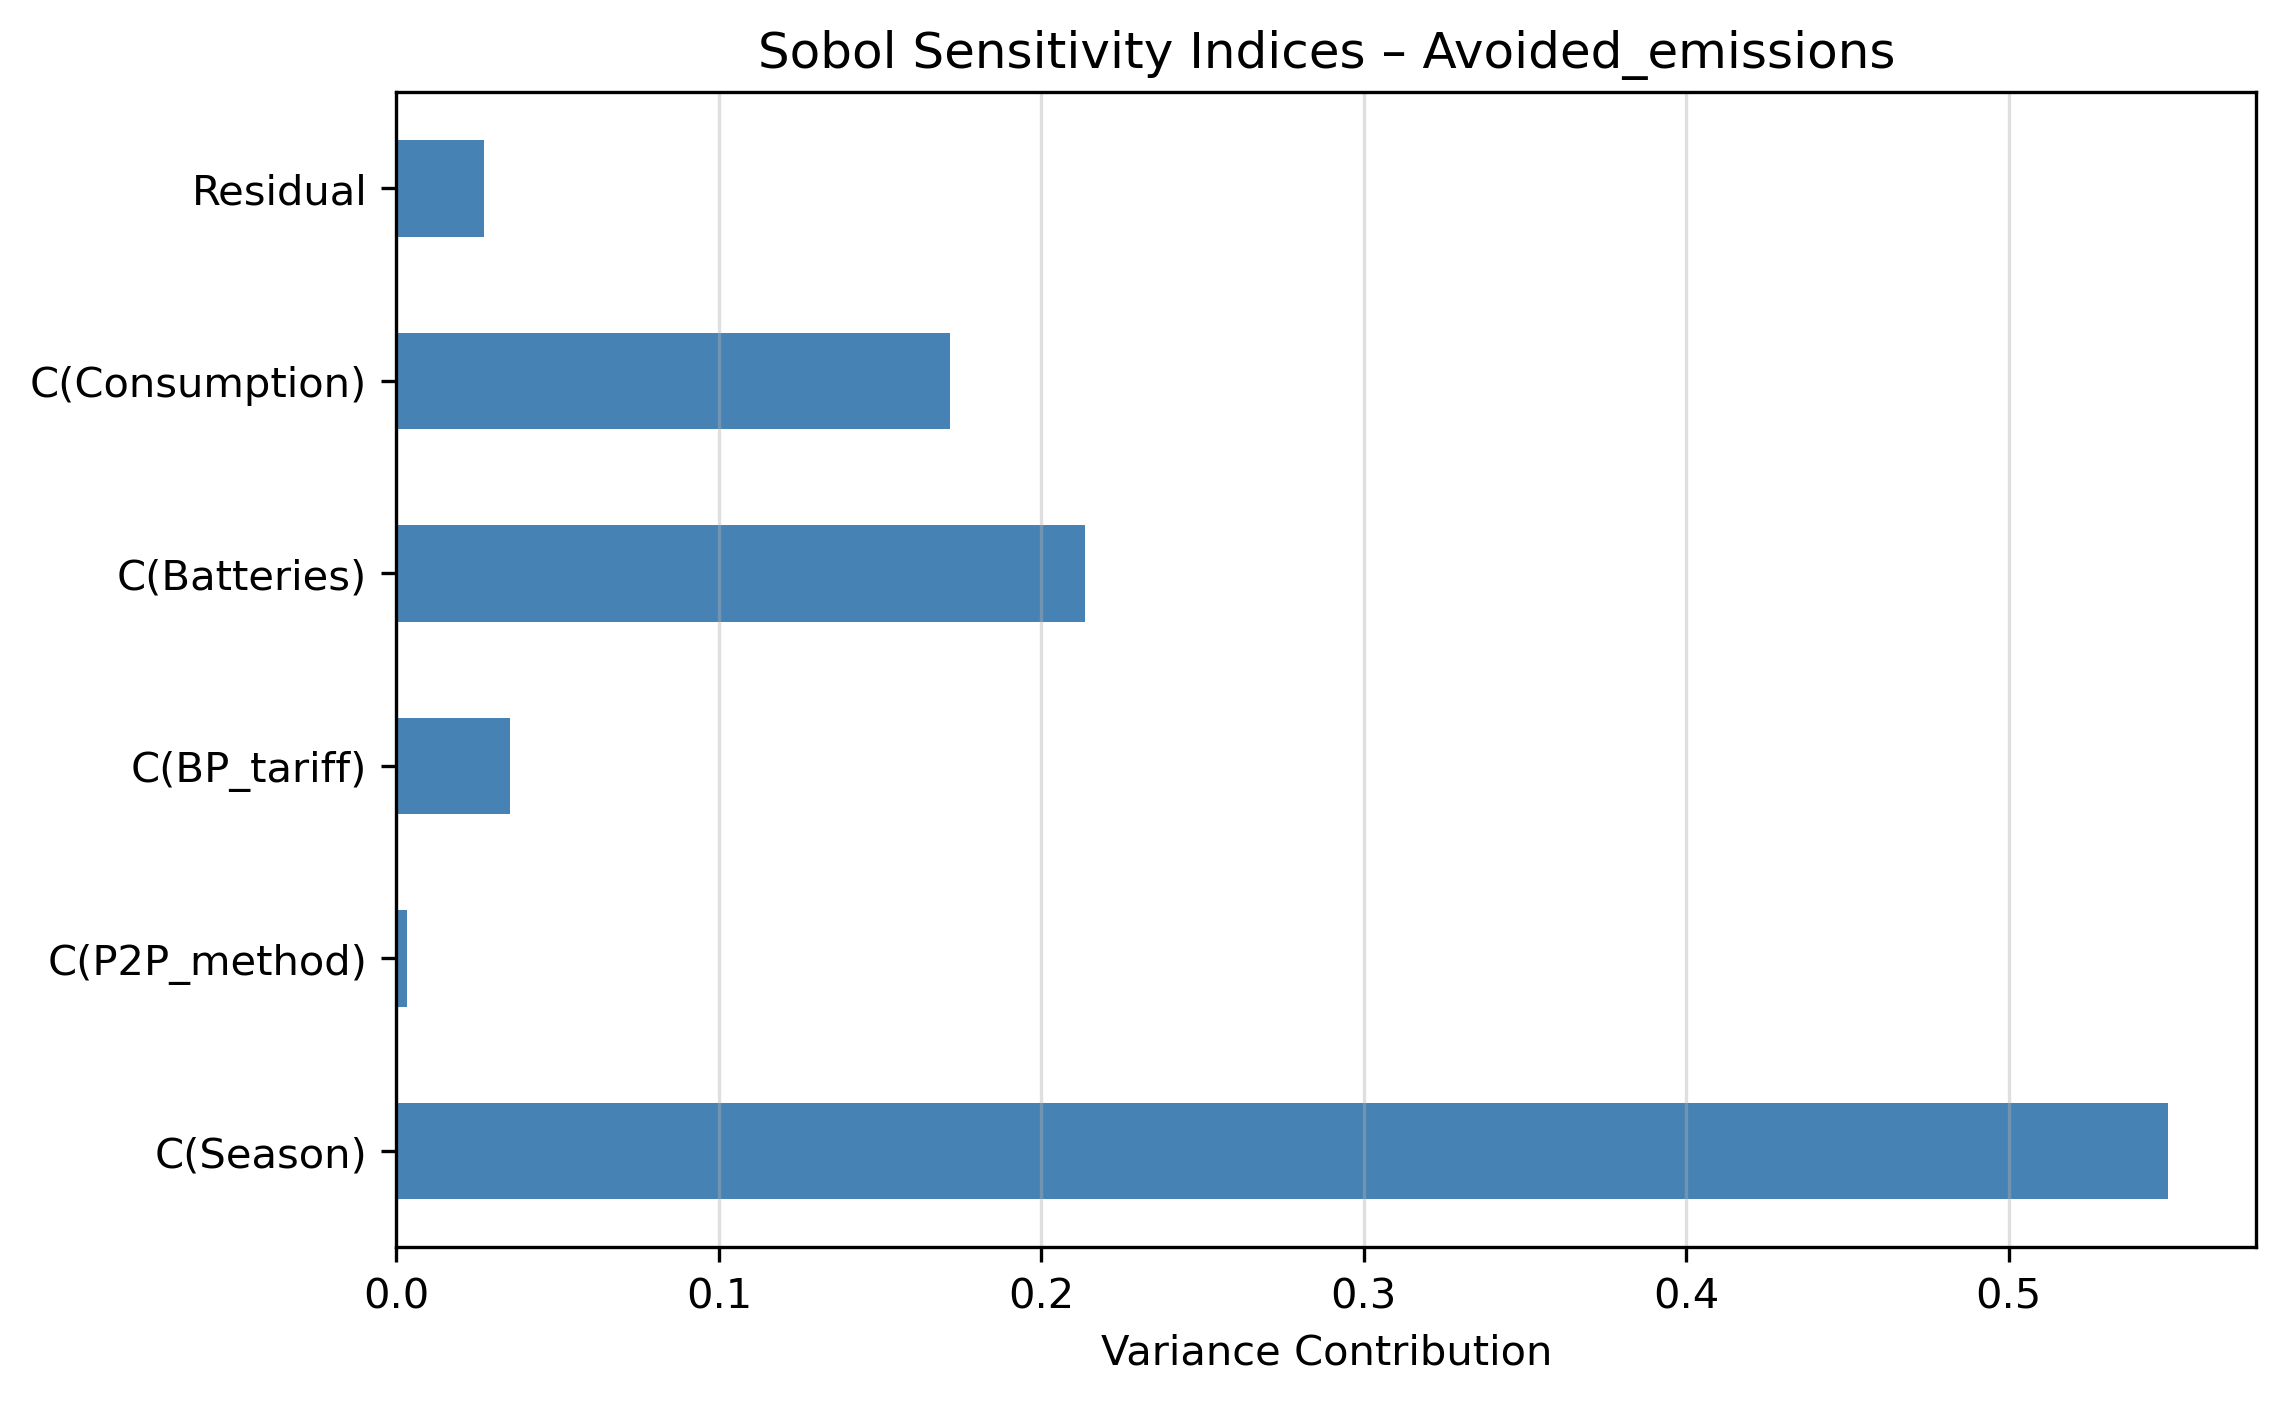 Sobol Sensitivity Indices – Avoided_emissions
Residual
C(Consumption)
C(Batteries)
C(BP_tariff)
C(P2P_method)
C(Season)
0.0 0.1 0.2 0.3 0.4 0.5
Variance Contribution